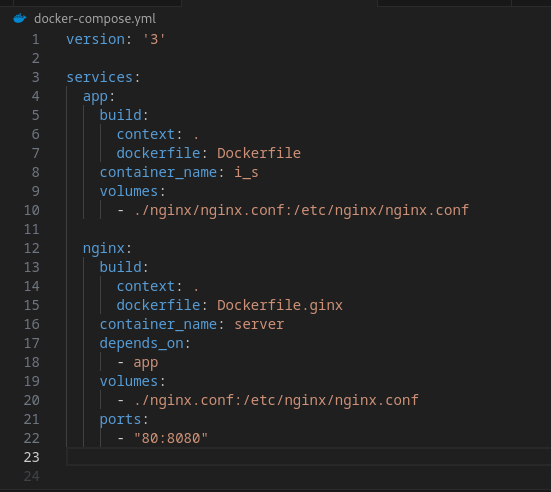 docker-compose.yml
1 version: '3'
2
3 services:
4   app:
5     build:
6       context: .
7       dockerfile: Dockerfile
8     container_name: i_s
9     volumes:
10       - ./nginx/nginx.conf:/etc/nginx/nginx.conf
11
12   nginx:
13     build:
14       context: .
15       dockerfile: Dockerfile.ginx
16     container_name: server
17     depends_on:
18       - app
19     volumes:
20       - ./nginx.conf:/etc/nginx/nginx.conf
21     ports:
22       - "80:8080"
23
24